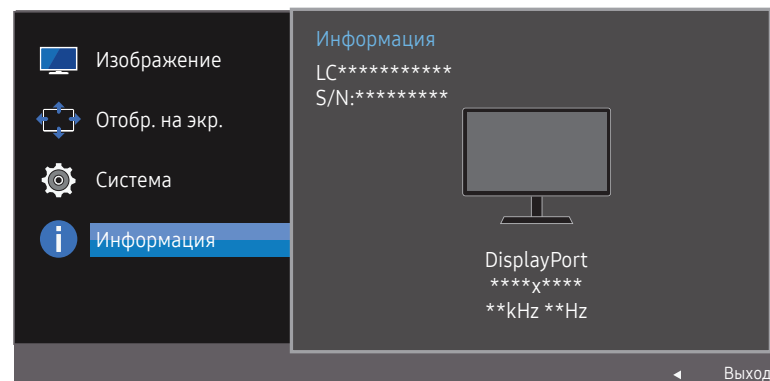 Изображение
Отобр. на экр.
Система
Информация
Информация
LC***********
S/N:*********
DisplayPort
****x****
**kHz **Hz
◄ Выход